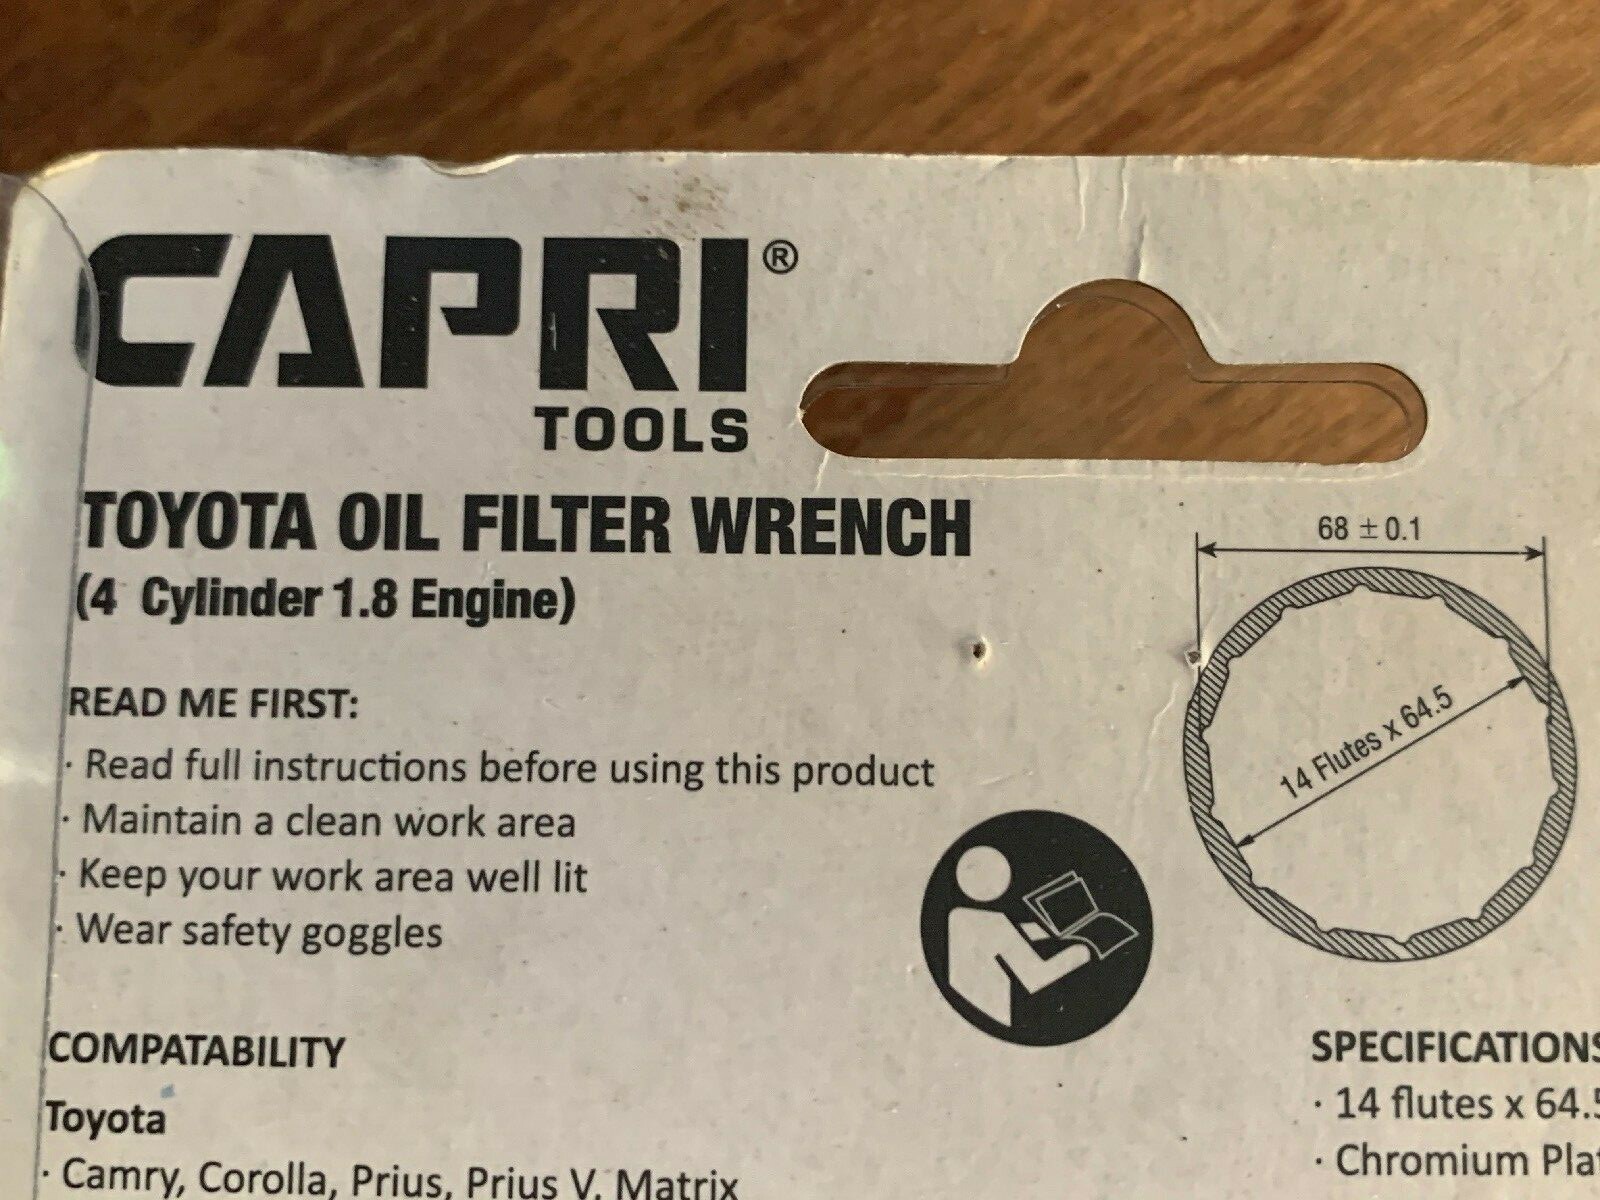 CAPRI®
TOOLS
TOYOTA OIL FILTER WRENCH
(4 Cylinder 1.8 Engine)
68 ± 0.1
14 Flutes x 64.5
READ ME FIRST:
· Read full instructions before using this product
· Maintain a clean work area
· Keep your work area well lit
· Wear safety goggles
COMPATABILITY
Toyota
· Camry, Corolla, Prius, Prius V, Matrix
SPECIFICATIONS
· 14 flutes x 64.5
· Chromium Plat